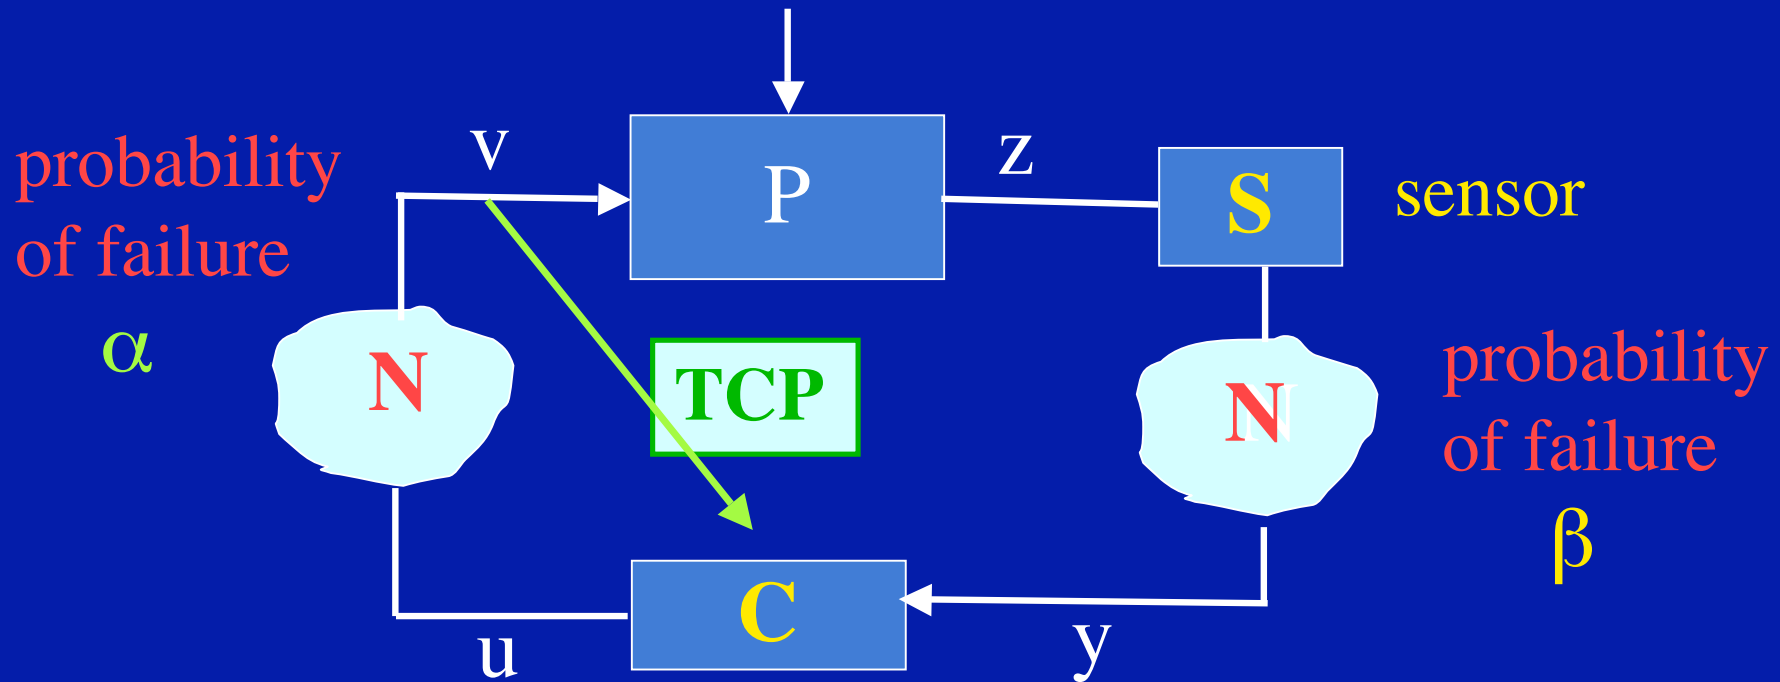 v
P
z
S
sensor
probability
of failure
α
N
TCP
N
probability
of failure
β
C
u
y